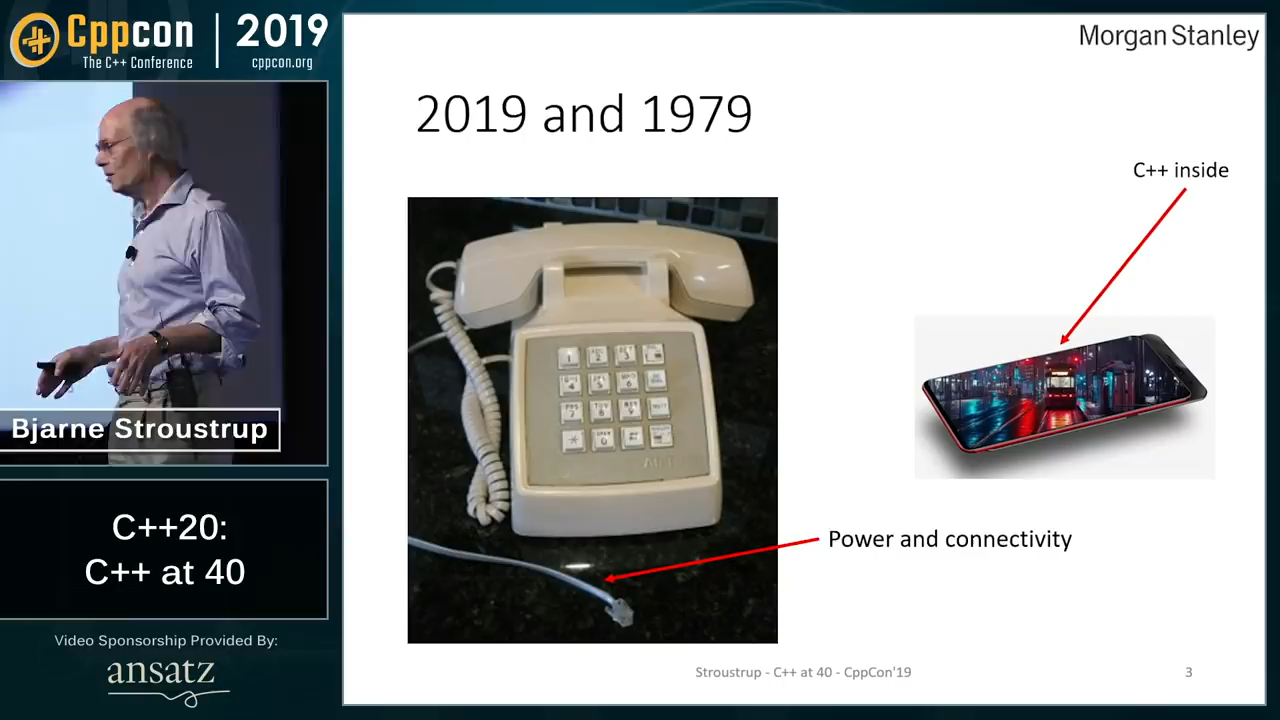 Cppcon
The C++ Conference
2019
cppcon.org
Morgan Stanley
2019 and 1979
C++ inside
Bjarne Stroustrup
Power and connectivity
C++20:
C++ at 40
Video Sponsorship Provided By:
ansatz
Stroustrup - C++ at 40 - CppCon'19
3